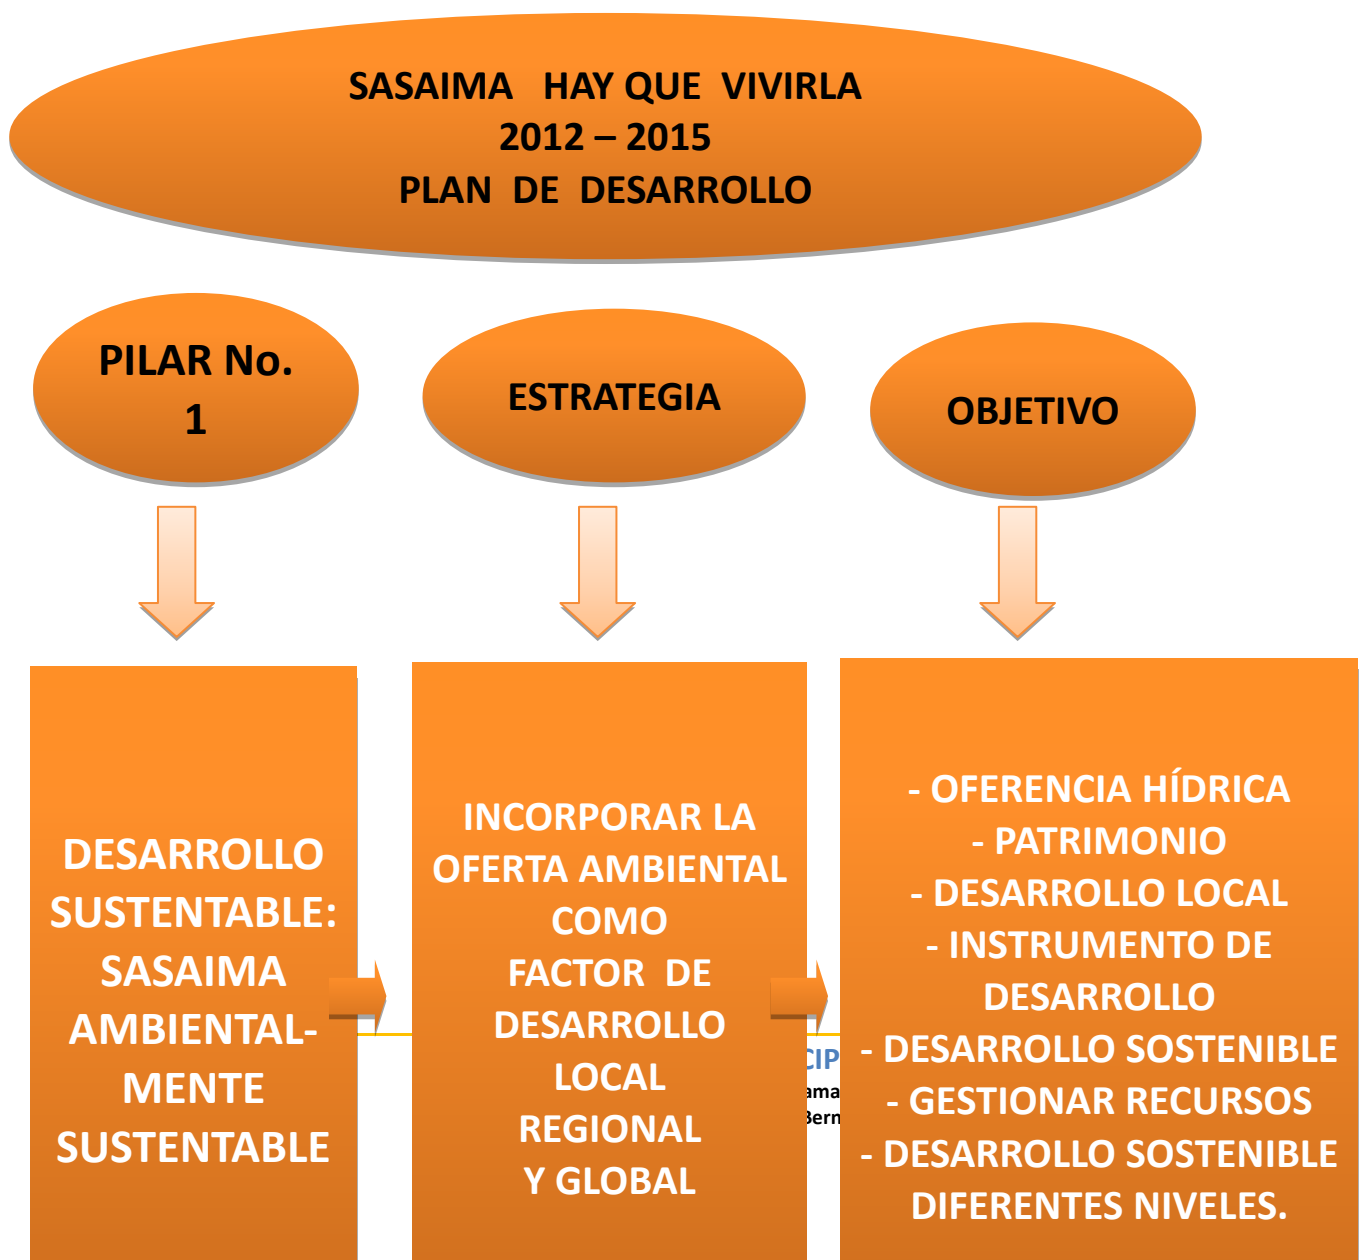 SASAIMA HAY QUE VIVIRLA
2012 – 2015
PLAN DE DESARROLLO
PILAR No.
1
ESTRATEGIA
OBJETIVO
DESARROLLO
SUSTENTABLE:
SASAIMA
AMBIENTAL-
MENTE
SUSTENTABLE
INCORPORAR LA
OFERTA AMBIENTAL
COMO
FACTOR DE
DESARROLLO
LOCAL
REGIONAL
Y GLOBAL
- OFERENCIA HÍDRICA
- PATRIMONIO
- DESARROLLO LOCAL
- INSTRUMENTO DE
DESARROLLO
- DESARROLLO SOSTENIBLE
- GESTIONAR RECURSOS
- DESARROLLO SOSTENIBLE
DIFERENTES NIVELES.